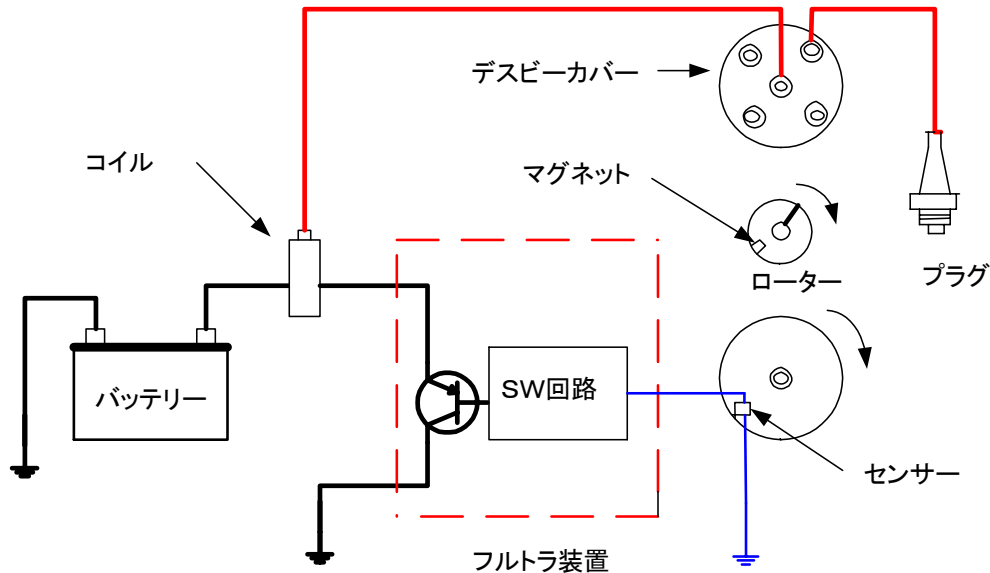 デスビーカバー
コイル
マグネット
ローター
プラグ
バッテリー
SW回路
センサー
フルトラ装置